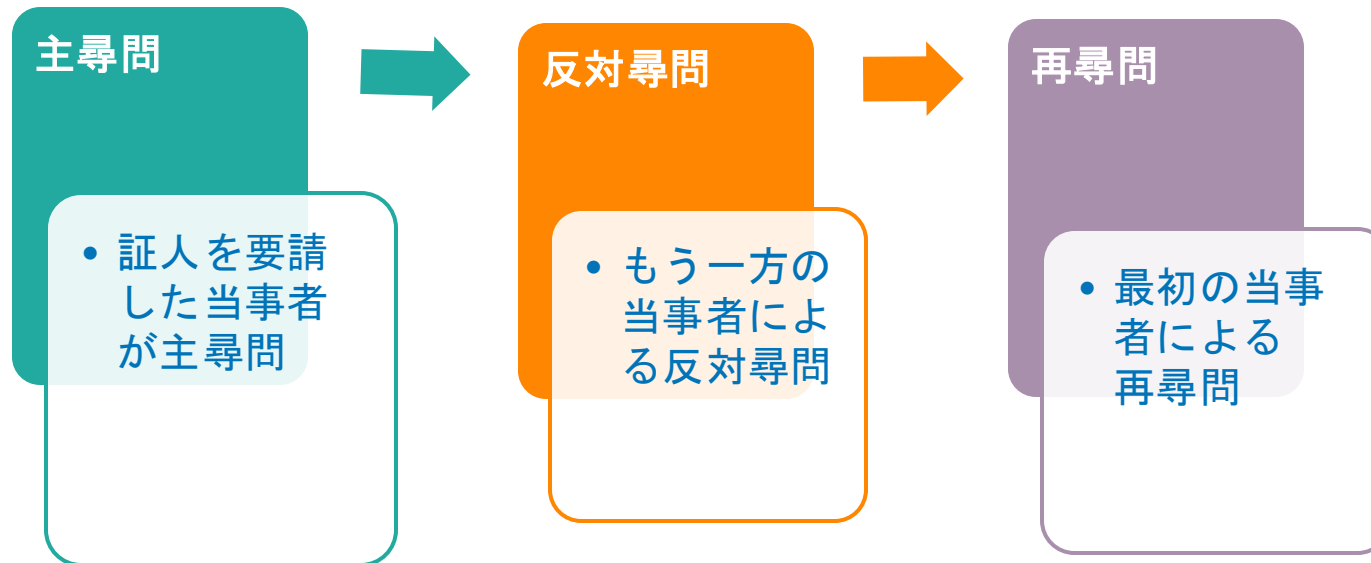 主尋問
• 証人を要請
した当事者
が主尋問
反対尋問
• もう一方の
当事者によ
る反対尋問
再尋問
• 最初の当事
者による
再尋問